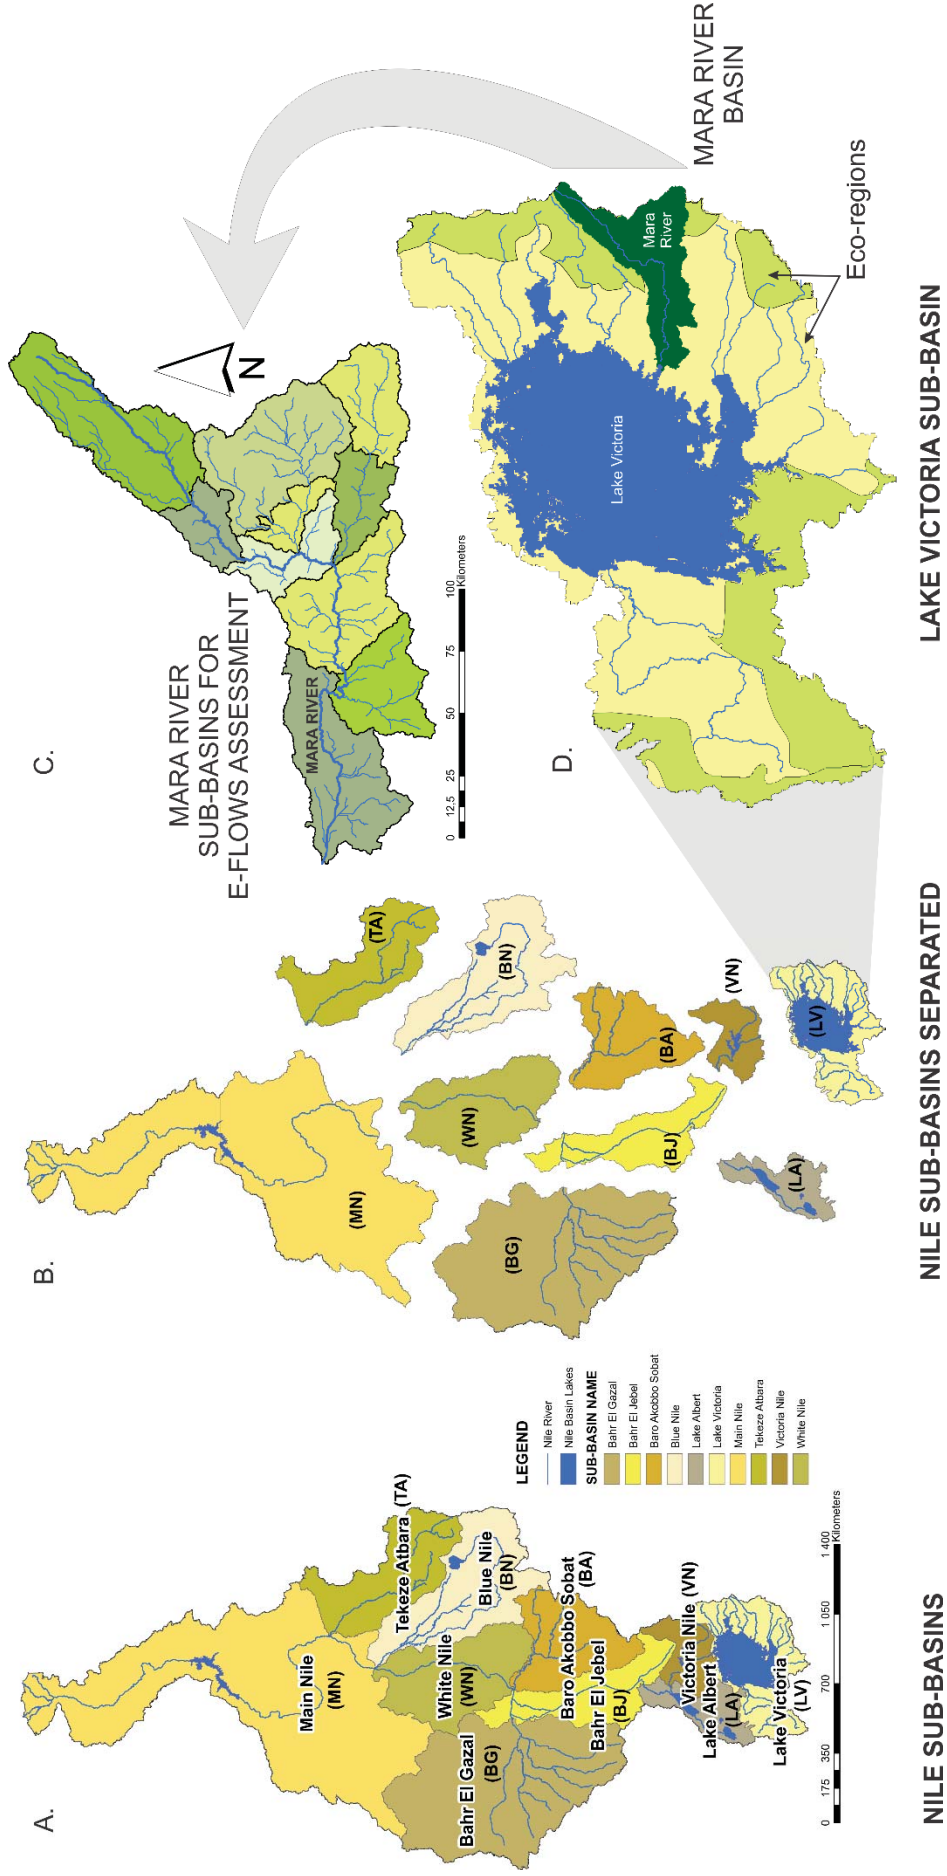 A.
Main Nile
(MN)
Tekeze Atbara (TA)
Blue Nile
(BN)
White Nile
(WN)
Bahr El Gazal
(BG)
Baro Akobbo Sobat
(BA)
Bahr El Jebel
(BJ)
Victoria Nile (VN)
Lake Albert
(LA)
Lake Victoria
(LV)
0 175 350 700 1 050 1 400
Kilometers
NILE SUB-BASINS
LEGEND
Nile River
Nile Basin Lakes
SUB-BASIN NAME
Bahr El Gazal
Bahr El Jebel
Baro Akobbo Sobat
Blue Nile
Lake Albert
Lake Victoria
Main Nile
Tekeze Atbara
Victoria Nile
White Nile
B.
(MN)
(TA)
(BN)
(WN)
(BG)
(BA)
(BJ)
(VN)
(LA)
(LV)
NILE SUB-BASINS SEPARATED
C.
MARA RIVER
SUB-BASINS FOR
E-FLOWS ASSESSMENT
MARA RIVER
N
0 12.5 25 50 75 100
Kilometers
D.
Lake Victoria
Mara
River
MARA RIVER
BASIN
Eco-regions
LAKE VICTORIA SUB-BASIN